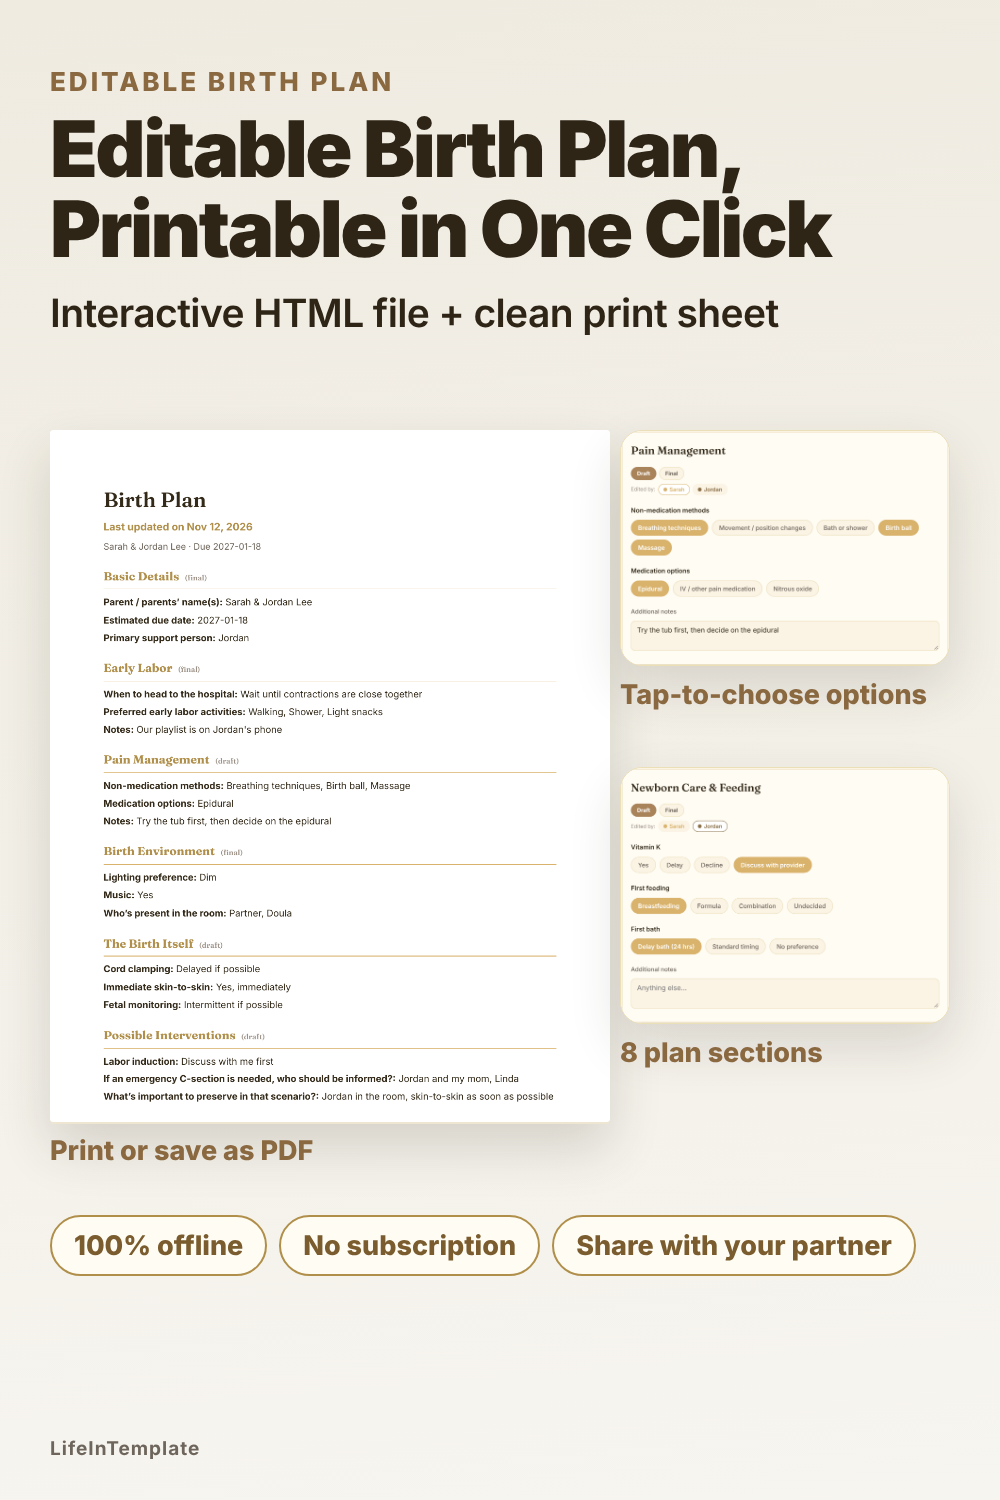 EDITABLE BIRTH PLAN
Editable Birth Plan,
Printable in One Click
Interactive HTML file + clean print sheet
Birth Plan
Last updated on Nov 12, 2026
Sarah & Jordan Lee · Due 2027-01-18
Basic Details (final)
Parent / parents' name(s): Sarah & Jordan Lee
Estimated due date: 2027-01-18
Primary support person: Jordan
Early Labor (final)
When to head to the hospital: Wait until contractions are close together
Preferred early labor activities: Walking, Shower, Light snacks
Notes: Our playlist is on Jordan's phone
Pain Management (draft)
Non-medication methods: Breathing techniques, Birth ball, Massage
Medication options: Epidural
Notes: Try the tub first, then decide on the epidural
Birth Environment (final)
Lighting preference: Dim
Music: Yes
Who's present in the room: Partner, Doula
The Birth Itself (draft)
Cord clamping: Delayed if possible
Immediate skin-to-skin: Yes, immediately
Fetal monitoring: Intermittent if possible
Possible Interventions (draft)
Labor induction: Discuss with me first
If an emergency C-section is needed, who should be informed?: Jordan and my mom, Linda
What's important to preserve in that scenario?: Jordan in the room, skin-to-skin as soon as possible
Print or save as PDF
Pain Management
Draft Final
Edited by: Sarah Jordan
Non-medication methods
Breathing techniques Movement / position changes Bath or shower Birth ball
Massage
Medication options
Epidural IV / other pain medication Nitrous oxide
Additional notes
Try the tub first, then decide on the epidural
Tap-to-choose options
Newborn Care & Feeding
Draft Final
Edited by: Sarah Jordan
Vitamin K
Yes Delay Decline Discuss with provider
First feeding
Breastfeeding Formula Combination Undecided
First bath
Delay bath (24 hrs) Standard timing No preference
Additional notes
Anything else...
8 plan sections
100% offline
No subscription
Share with your partner
LifeInTemplate